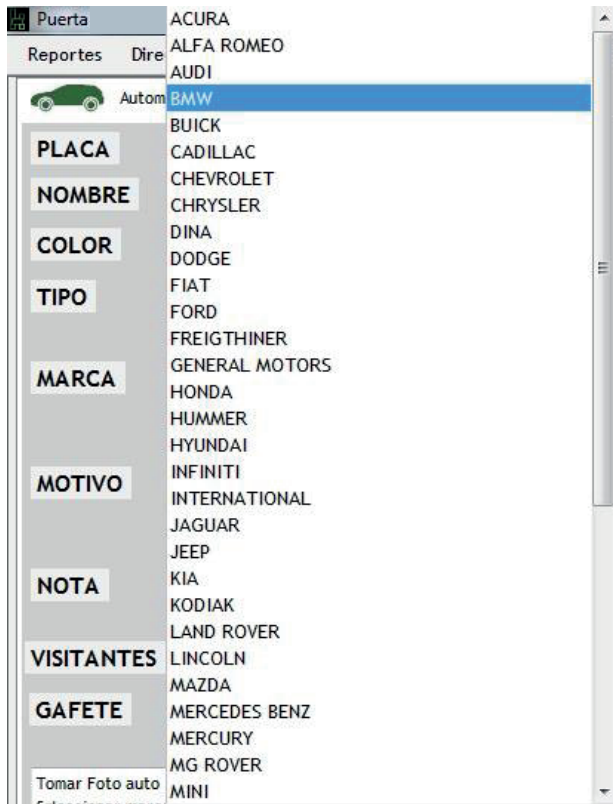 Puerta
Reportes Dire
Autom
PLACA
NOMBRE
COLOR
TIPO
MARCA
MOTIVO
NOTA
VISITANTES
GAFETE
Tomar Foto auto
ACURA
ALFA ROMEO
AUDI
BMW
BUICK
CADILLAC
CHEVROLET
CHRYSLER
DINA
DODGE
FIAT
FORD
FREIGTHINER
GENERAL MOTORS
HONDA
HUMMER
HYUNDAI
INFINITI
INTERNATIONAL
JAGUAR
JEEP
KIA
KODIAK
LAND ROVER
LINCOLN
MAZDA
MERCEDES BENZ
MERCURY
MG ROVER
MINI